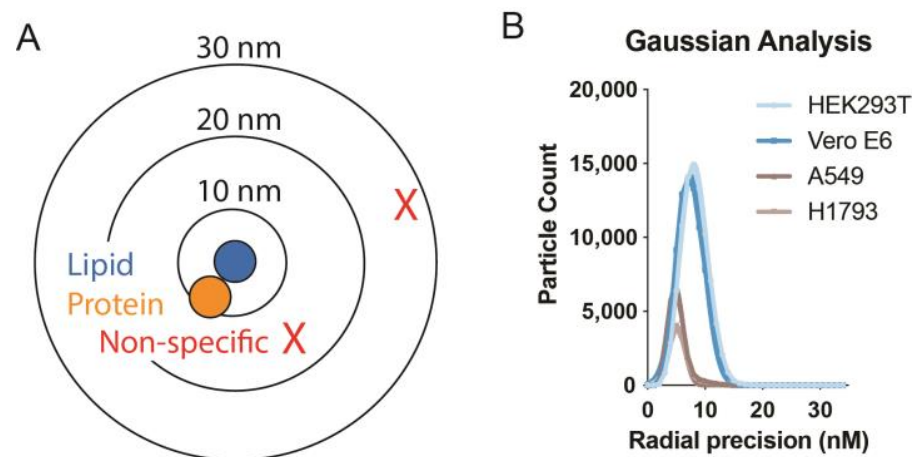 A
30 nm
20 nm
10 nm
Lipid
Protein
Non-specific X
X
B
Gaussian Analysis
20,000
15,000
10,000
5,000
0
Particle Count
0 10 20 30
Radial precision (nM)
HEK293T
Vero E6
A549
H1793